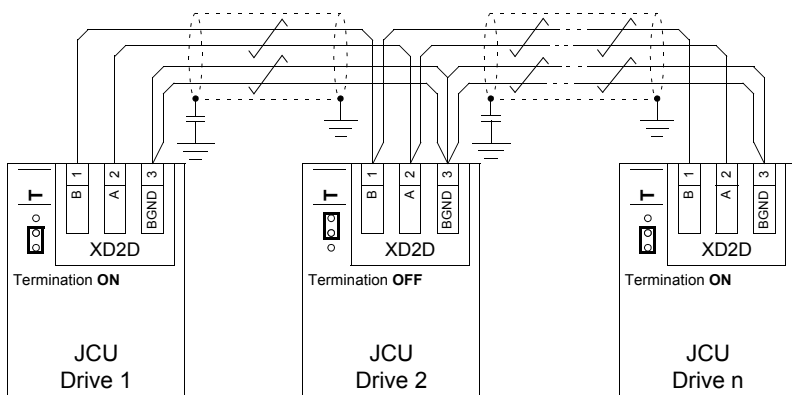 T
1 2 3
B A BGND
XD2D
Termination ON
JCU
Drive 1
T
1 2 3
B A BGND
XD2D
Termination OFF
JCU
Drive 2
T
1 2 3
B A BGND
XD2D
Termination ON
JCU
Drive n